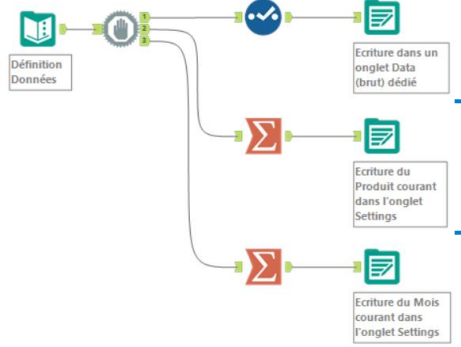 1
2
3
Définition
Données
Ecriture dans un
onglet Data
(brut) dédié
Ecriture du
Produit courant
dans l'onglet
Settings
Ecriture du Mois
courant dans
l'onglet Settings